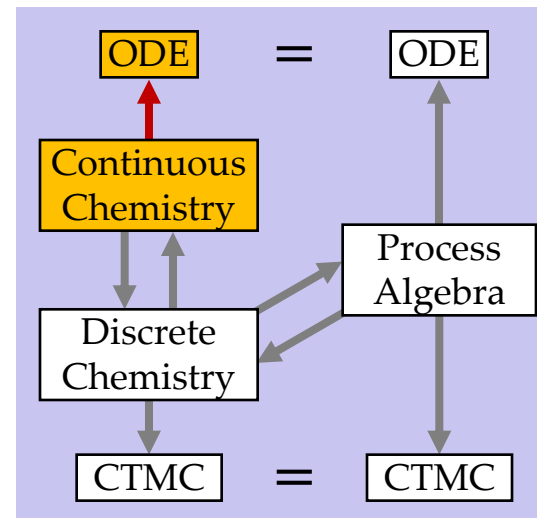 ODE = ODE
Continuous
Chemistry
Process
Algebra
Discrete
Chemistry
CTMC = CTMC